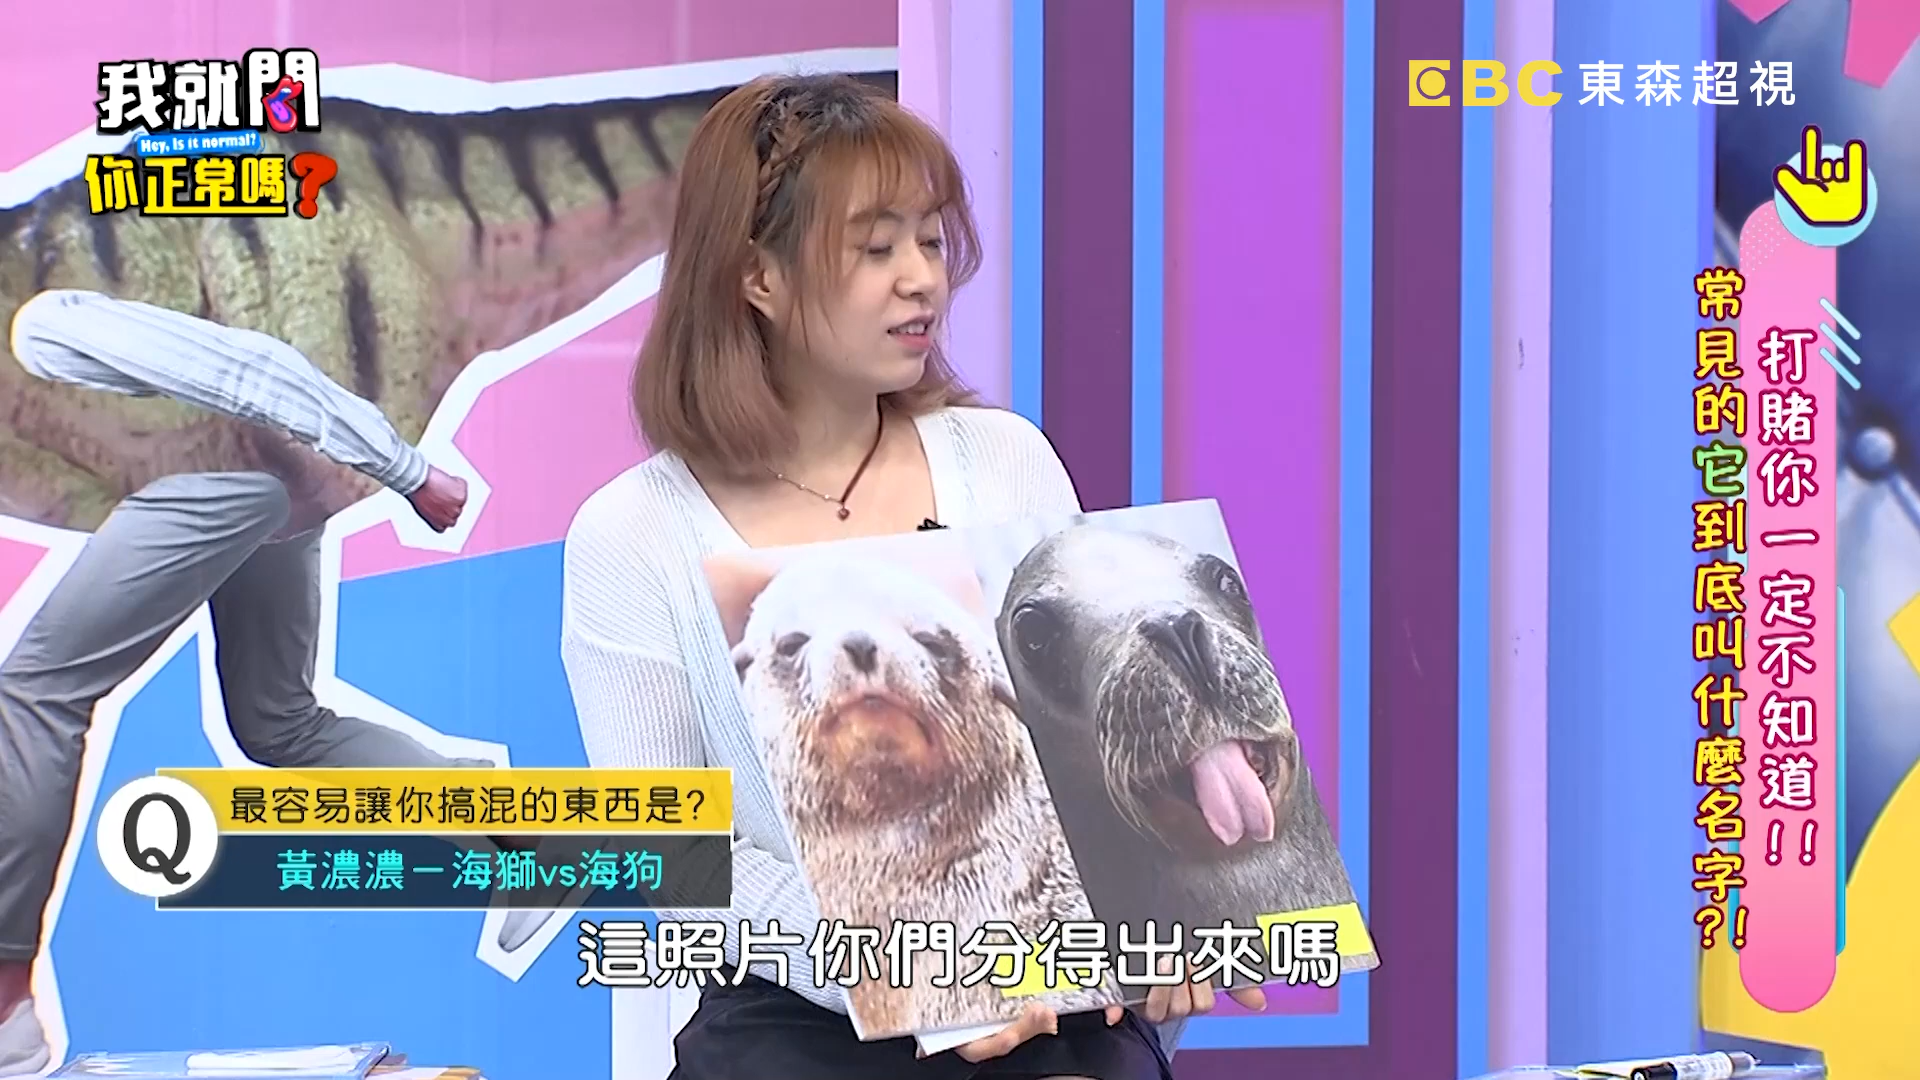 我就問
Hey, Is it normal?
你正常嗎?
EBC 東森超視
打賭你一定不知道!!
常見的它到底叫什麼名字?!
Q
最容易讓你搞混的東西是?
黃濃濃－海獅vs海狗
這照片你們分得出來嗎